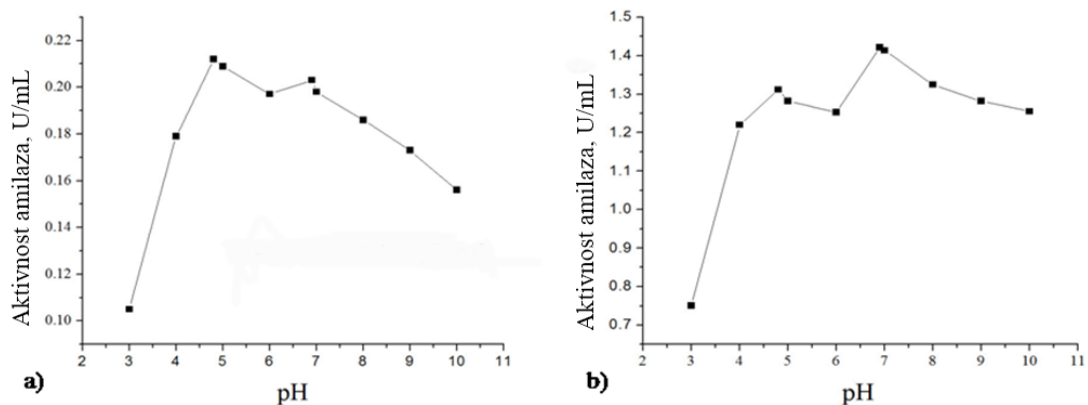 Aktivnost amilaza, U/mL
0.22
0.20
0.18
0.16
0.14
0.12
0.10
2 3 4 5 6 7 8 9 10 11
a)
pH
Aktivnost amilaza, U/mL
1.5
1.4
1.3
1.2
1.1
1.0
0.9
0.8
0.7
2 3 4 5 6 7 8 9 10 11
b)
pH